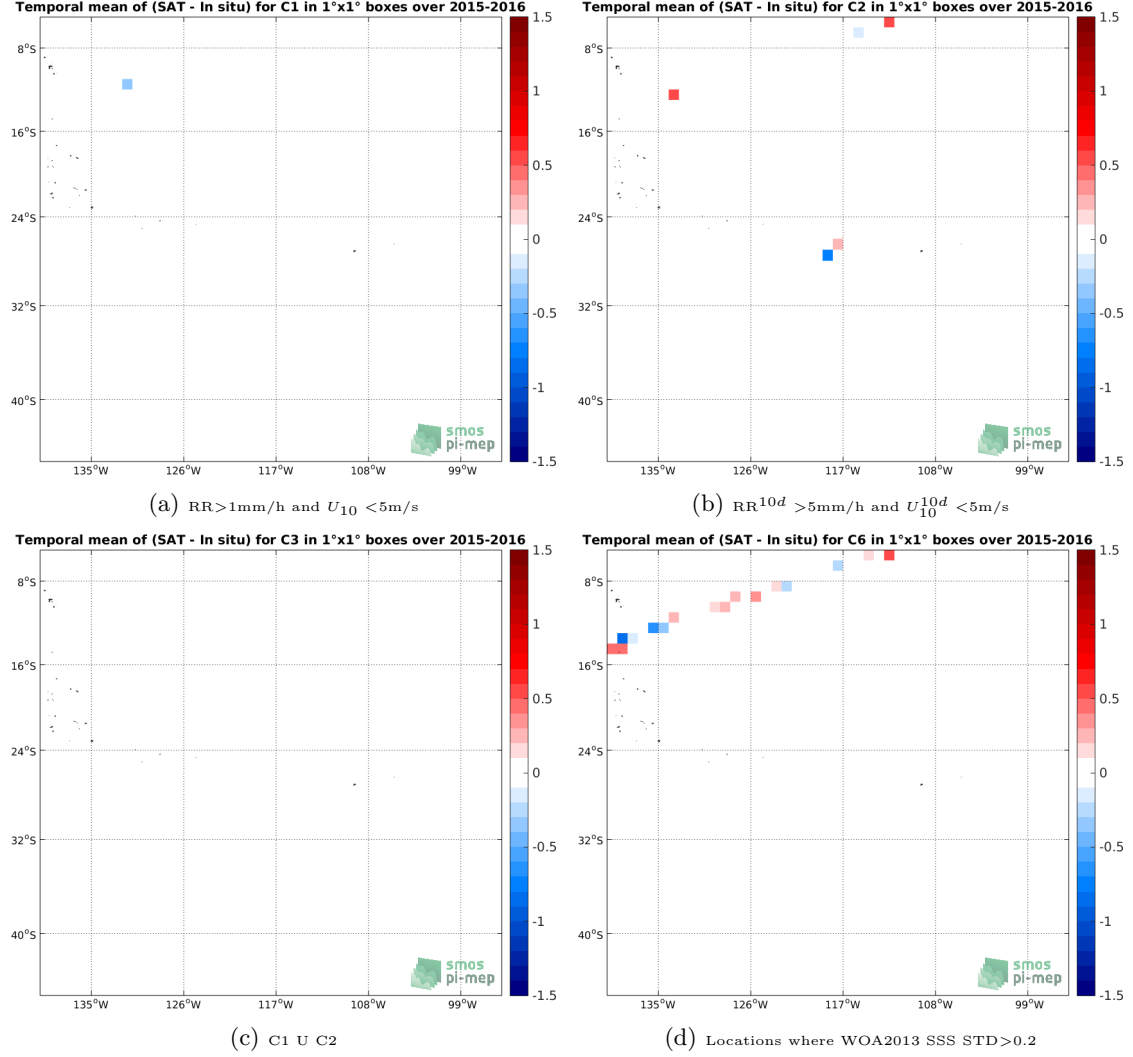 Temporal mean of (SAT - In situ) for C1 in 1°x1° boxes over 2015-2016
8°S
16°S
24°S
32°S
40°S
135°W
126°W
117°W
108°W
99°W
1.5
1
0.5
0
-0.5
-1
-1.5
smos
pi-mep
(a) RR>1mm/h and U10 <5m/s
Temporal mean of (SAT - In situ) for C2 in 1°x1° boxes over 2015-2016
8°S
16°S
24°S
32°S
40°S
135°W
126°W
117°W
108°W
99°W
1.5
1
0.5
0
-0.5
-1
-1.5
smos
pi-mep
(b) RR10d >5mm/h and U10 10d <5m/s
Temporal mean of (SAT - In situ) for C3 in 1°x1° boxes over 2015-2016
8°S
16°S
24°S
32°S
40°S
135°W
126°W
117°W
108°W
99°W
1.5
1
0.5
0
-0.5
-1
-1.5
smos
pi-mep
(c) C1 U C2
Temporal mean of (SAT - In situ) for C6 in 1°x1° boxes over 2015-2016
8°S
16°S
24°S
32°S
40°S
135°W
126°W
117°W
108°W
99°W
1.5
1
0.5
0
-0.5
-1
-1.5
smos
pi-mep
(d) Locations where WOA2013 SSS STD>0.2